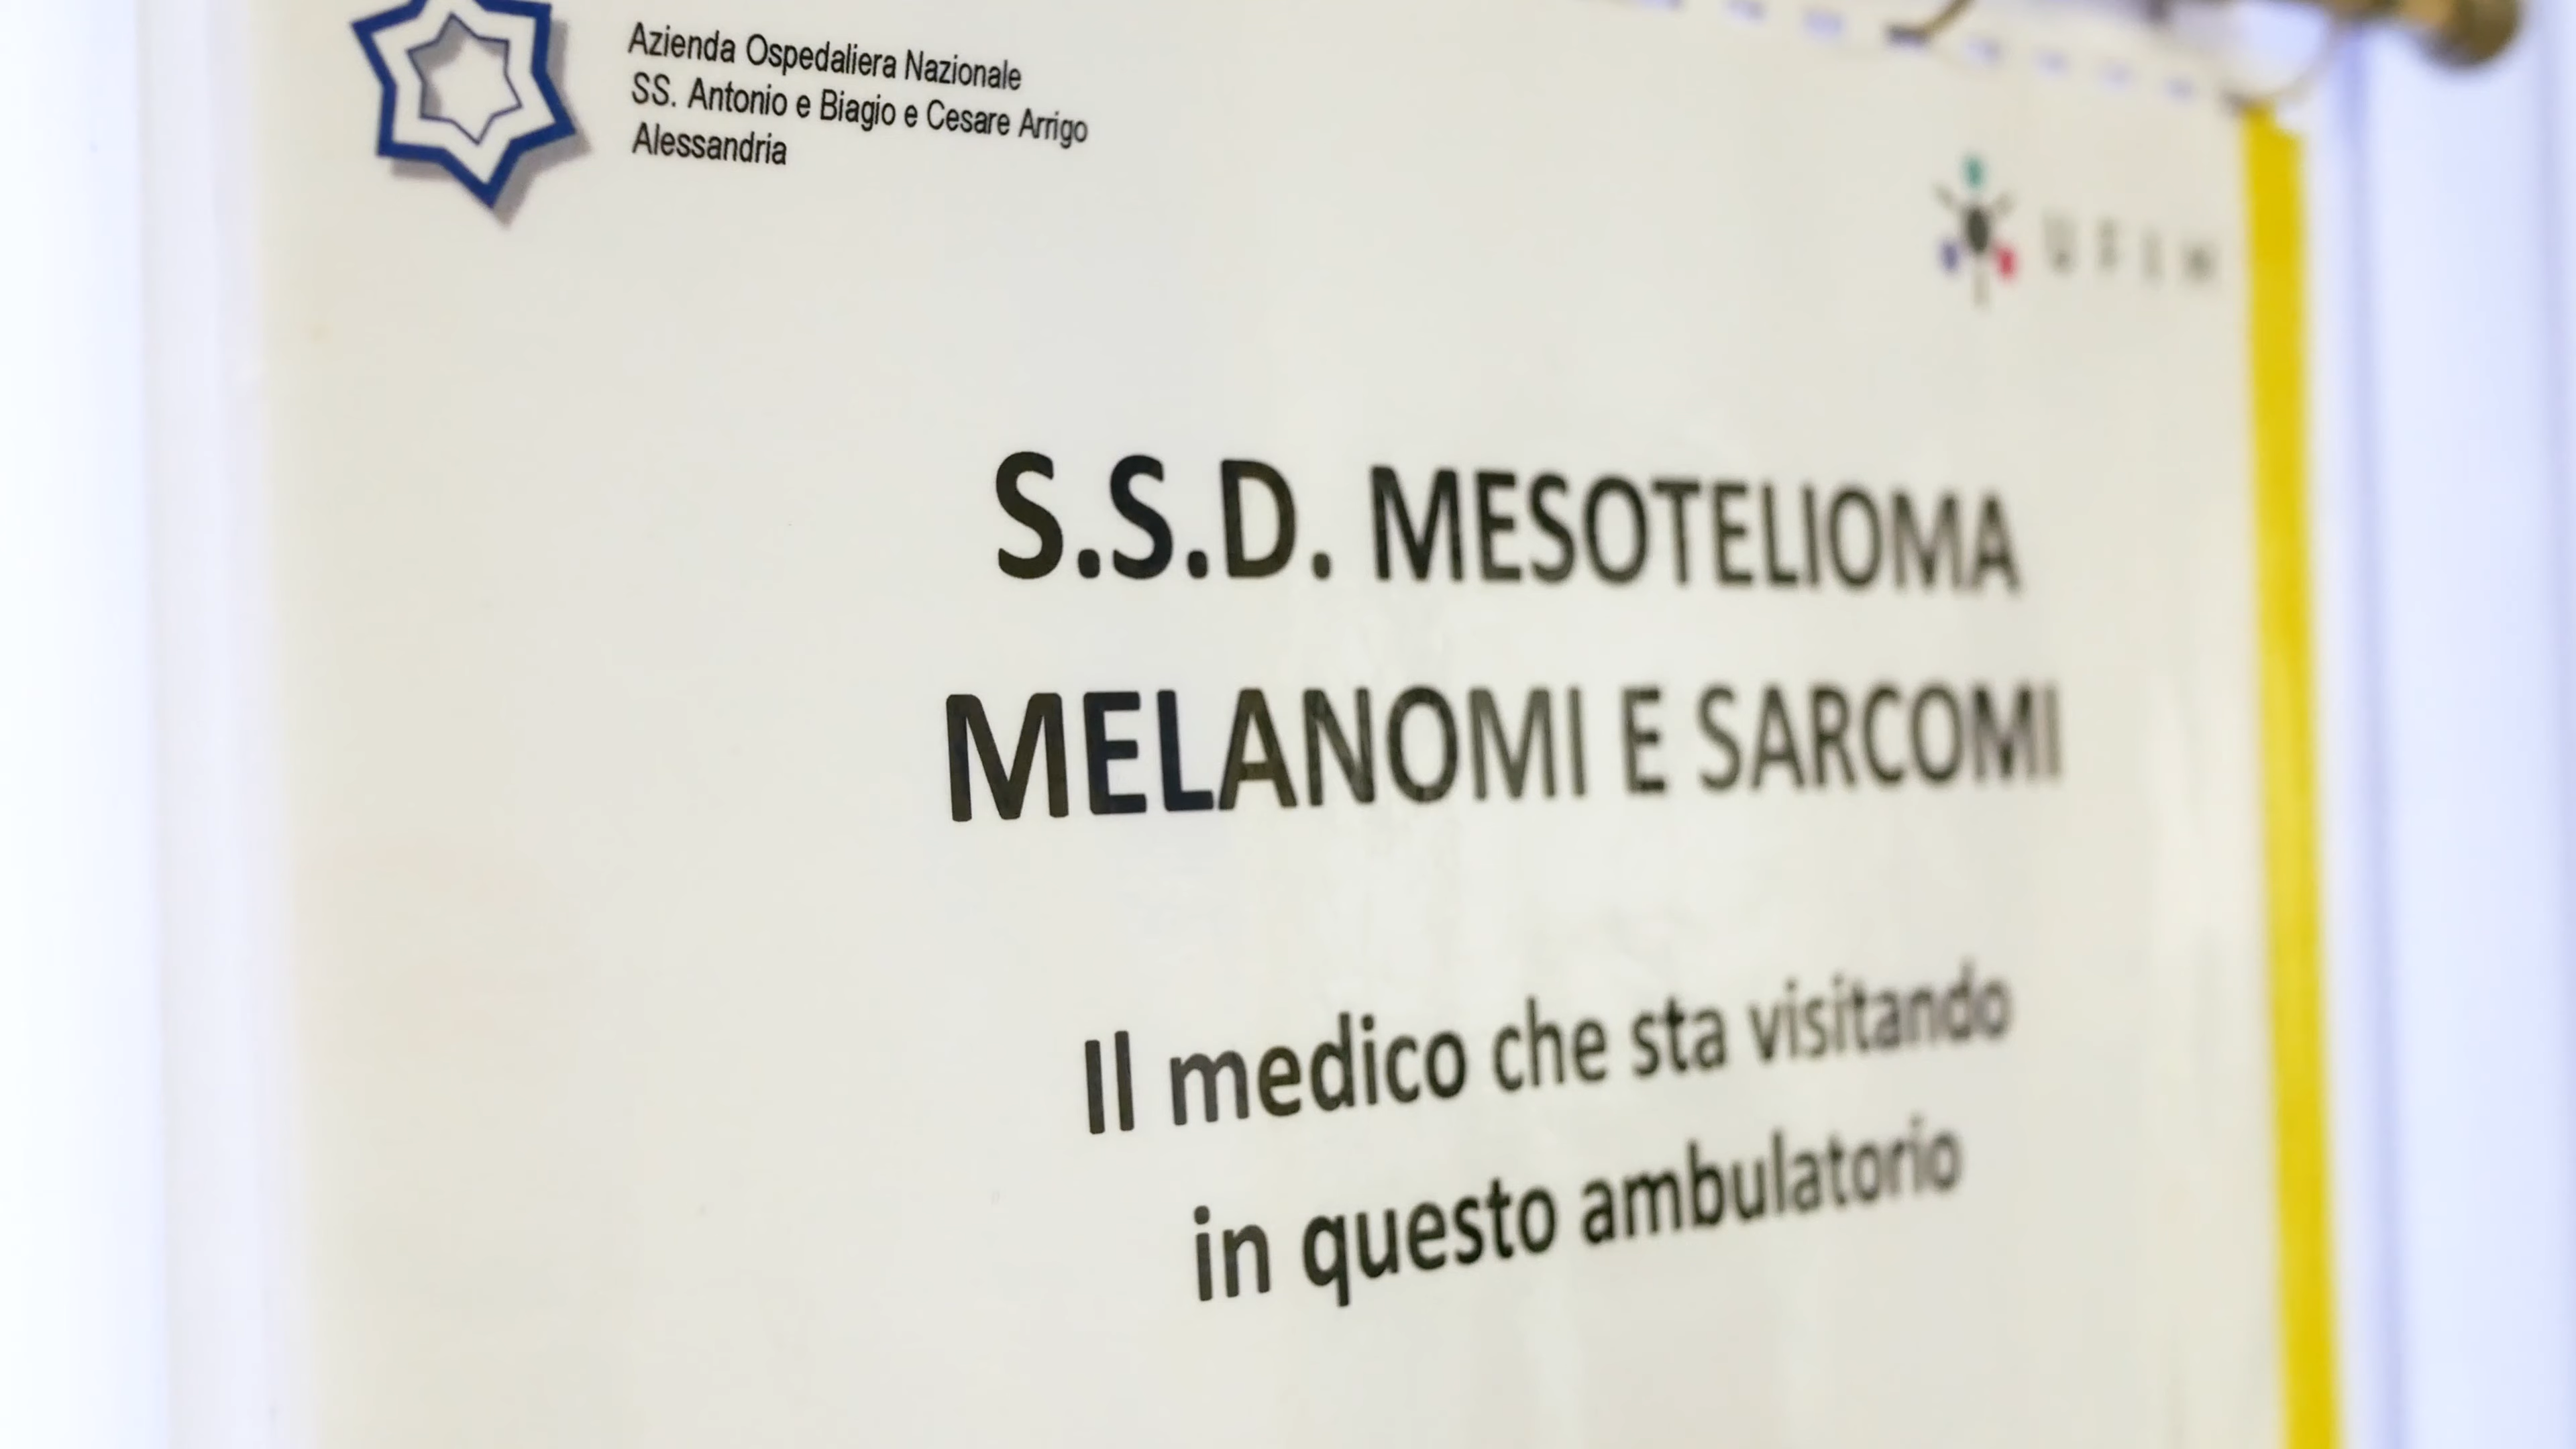 Azienda Ospedaliera Nazionale
SS. Antonio e Biagio e Cesare Arrigo
Alessandria
S.S.D. MESOTELIOMA
MELANOMI E SARCOMI
Il medico che sta visitando
in questo ambulatorio